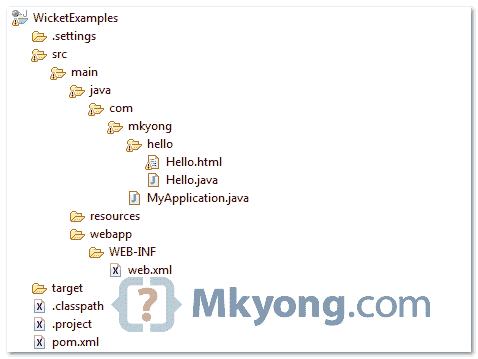 WicketExamples
.settings
src
main
java
com
mkyong
hello
Hello.html
Hello.java
MyApplication.java
resources
webapp
WEB-INF
web.xml
target
.classpath
.project
pom.xml
{?} Mkyong.com